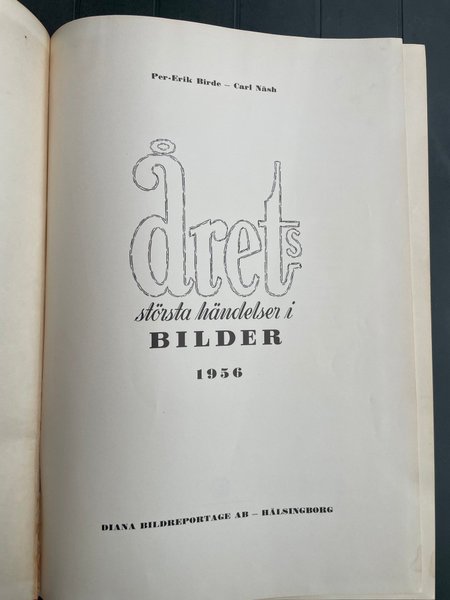 Per-Erik Birde – Carl Näsh
Årets
största händelser i
BILDER
1956
DIANA BILDREPORTAGE AB – HÄLSINGBORG